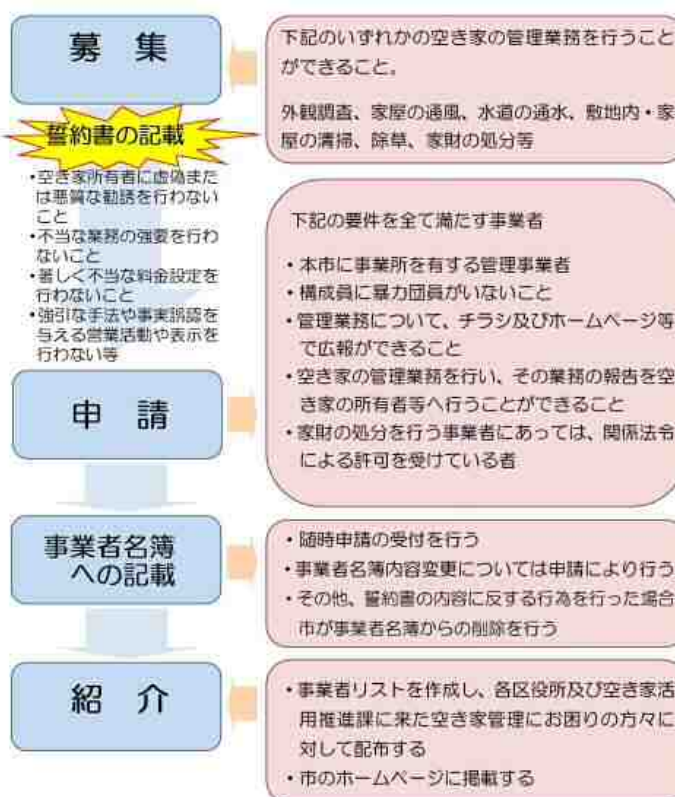 募 集
下記のいずれかの空き家の管理業務を行うこと
ができること。
外観調査、家屋の通風、水道の通水、敷地内・家
屋の清掃、除草、家財の処分等
誓約書の記載
・空き家所有者に虚偽また
は悪質な勧誘を行わない
こと
・不当な業務の強要を行わ
ないこと
・著しく不当な料金設定を
行わないこと
・強引な手法や事実誤認を
与える営業活動や表示を
行わない等
下記の要件を全て満たす事業者
・本市に事業所を有する管理事業者
・構成員に暴力団員がいないこと
・管理業務について、チラシ及びホームページ等
で広報ができること
・空き家の管理業務を行い、その業務の報告を空
き家の所有者等へ行うことができること
・家財の処分を行う事業者にあっては、関係法令
による許可を受けている者
申 請
事業者名簿
への記載
・随時申請の受付を行う
・事業者名簿内容変更については申請により行う
・その他、誓約書の内容に反する行為を行った場合
市が事業者名簿からの削除を行う
紹 介
・事業者リストを作成し、各区役所及び空き家活
用推進課に来た空き家管理にお困りの方々に
対して配布する
・市のホームページに掲載する